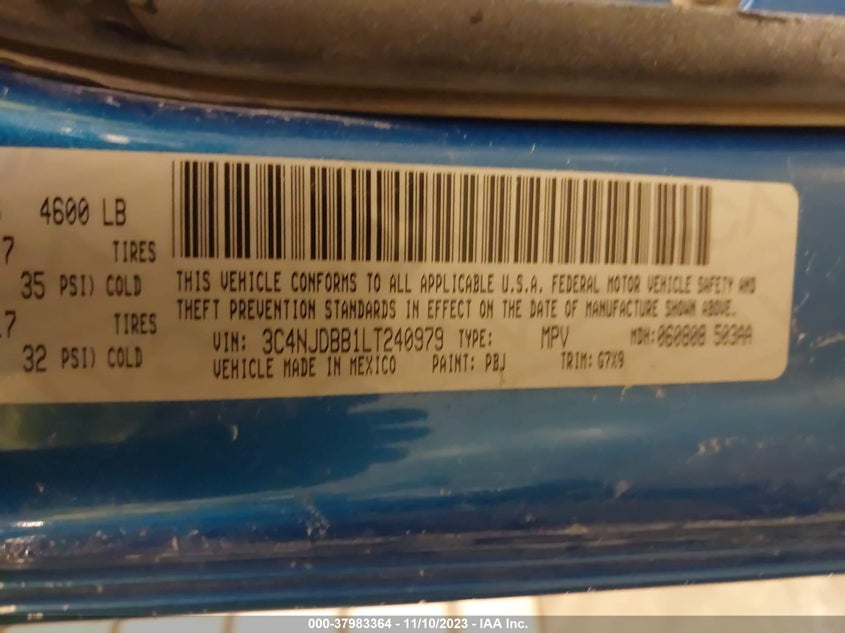 4600 LB
7 TIRES
35 PSI) COLD
17 TIRES
32 PSI) COLD
THIS VEHICLE CONFORMS TO ALL APPLICABLE U.S.A. FEDERAL MOTOR VEHICLE SAFETY AND
THEFT PREVENTION STANDARDS IN EFFECT ON THE DATE OF MANUFACTURE SHOWN ABOVE.
VIN: 3C4NJDBB1LT240979 TYPE: MPV MDH:060808 503AA
VEHICLE MADE IN MEXICO PAINT: PBJ TRIM: G7X9
000-37983364 - 11/10/2023 - IAA Inc.